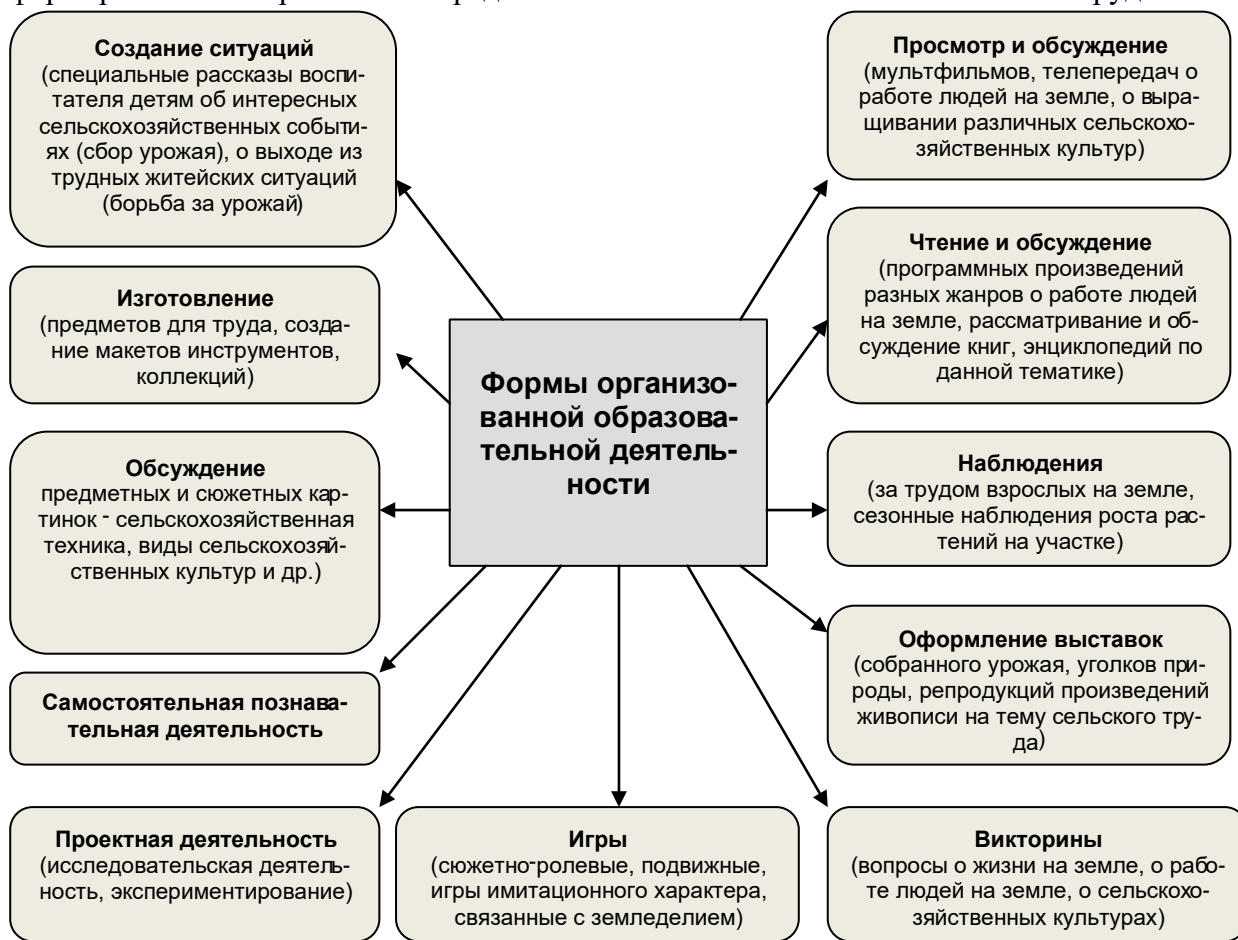 Создание ситуаций
(специальные рассказы воспи-
тателя детям об интересных
сельскохозяйственных событи-
ях (сбор урожая), о выходе из
трудных житейских ситуаций
(борьба за урожай)
Просмотр и обсуждение
(мультфильмов, телепередач о
работе людей на земле, о выра-
щивании различных сельскохо-
зяйственных культур)
Изготовление
(предметов для труда, созда-
ние макетов инструментов,
коллекций)
Чтение и обсуждение
(программных произведений
разных жанров о работе людей
на земле, рассматривание и об-
суждение книг, энциклопедий по
данной тематике)
Формы организо-
ванной образова-
тельной деятель-
ности
Обсуждение
предметных и сюжетных кар-
тинок - сельскохозяйственная
техника, виды сельскохозяй-
ственных культур и др.)
Наблюдения
(за трудом взрослых на земле,
сезонные наблюдения роста рас-
тений на участке)
Самостоятельная познава-
тельная деятельность
Оформление выставок
(собранного урожая, уголков при-
роды, репродукций произведений
живописи на тему сельского тру-
да)
Проектная деятельность
(исследовательская деятель-
ность, экспериментирование)
Игры
(сюжетно-ролевые, подвижные,
игры имитационного характера,
связанные с земледелием)
Викторины
(вопросы о жизни на земле, о рабо-
те людей на земле, о сельскохо-
зяйственных культурах)